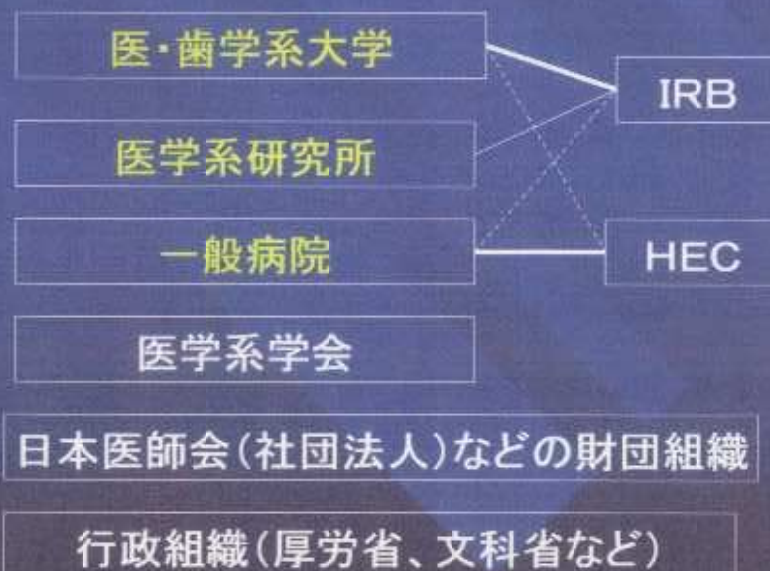 医・歯学系大学
IRB
医学系研究所
一般病院
HEC
医学系学会
日本医師会(社団法人)などの財団組織
行政組織(厚労省、文科省など)